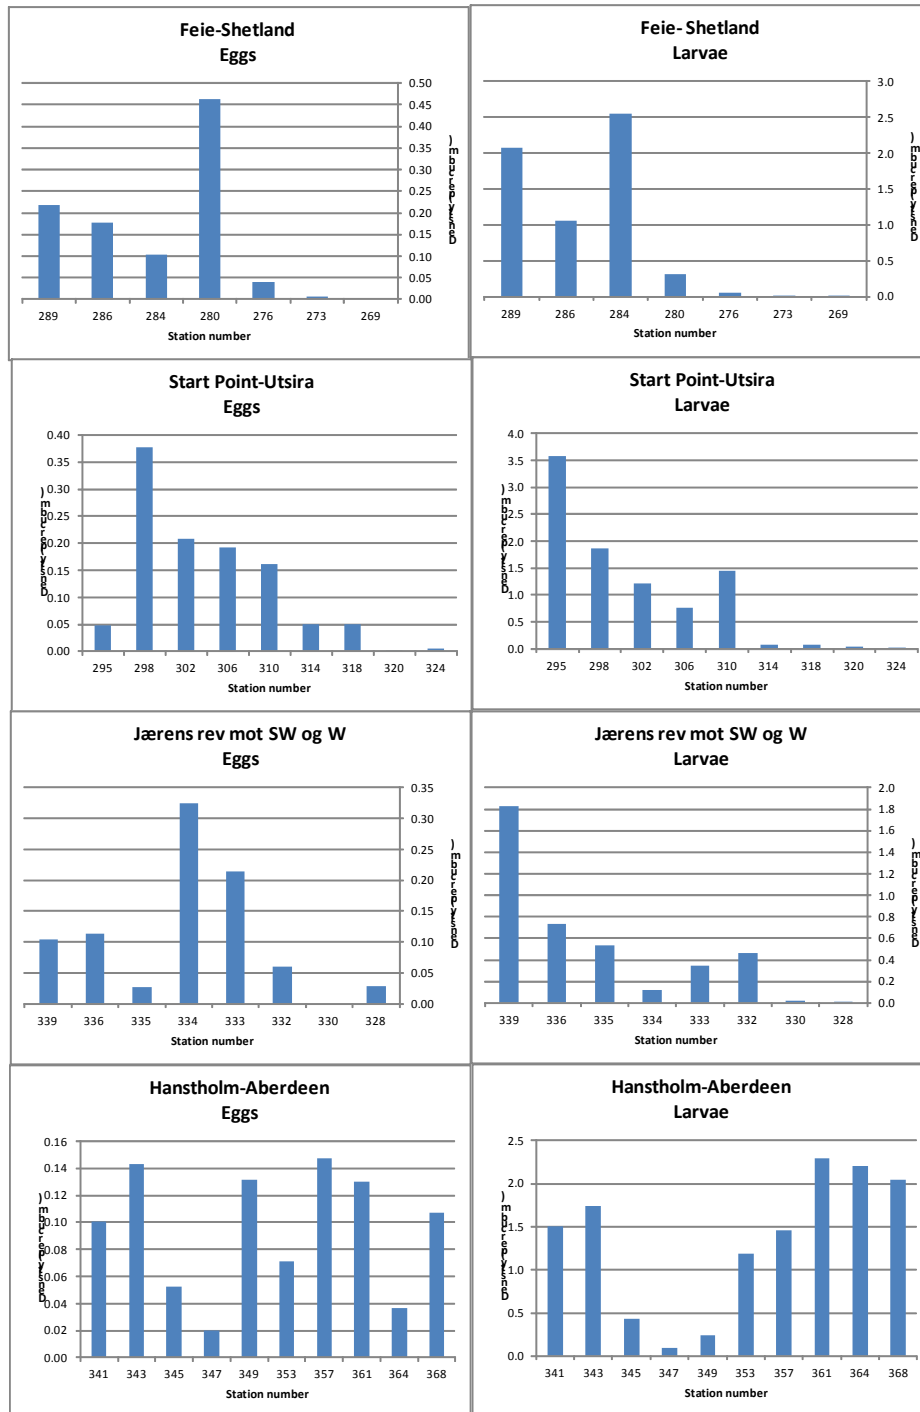 Feie-Shetland
Eggs
0.50
0.45
0.40
0.35
0.30
0.25
0.20
0.15
0.10
0.05
0.00
289 286 284 280 276 273 269
Station number
Feie- Shetland
Larvae
3.0
2.5
2.0
1.5
1.0
0.5
0.0
289 286 284 280 276 273 269
Station number
Start Point-Utsira
Eggs
0.40
0.35
0.30
0.25
0.20
0.15
0.10
0.05
0.00
295 298 302 306 310 314 318 320 324
Station number
Start Point-Utsira
Larvae
4.0
3.5
3.0
2.5
2.0
1.5
1.0
0.5
0.0
295 298 302 306 310 314 318 320 324
Station number
Jærens rev mot SW og W
Eggs
0.35
0.30
0.25
0.20
0.15
0.10
0.05
0.00
339 336 335 334 333 332 330 328
Station number
Jærens rev mot SW og W
Larvae
2.0
1.8
1.6
1.4
1.2
1.0
0.8
0.6
0.4
0.2
0.0
339 336 335 334 333 332 330 328
Station number
Hanstholm-Aberdeen
Eggs
0.16
0.14
0.12
0.10
0.08
0.06
0.04
0.02
0.00
341 343 345 347 349 353 357 361 364 368
Station number
Hanstholm-Aberdeen
Larvae
2.5
2.0
1.5
1.0
0.5
0.0
341 343 345 347 349 353 357 361 364 368
Station number